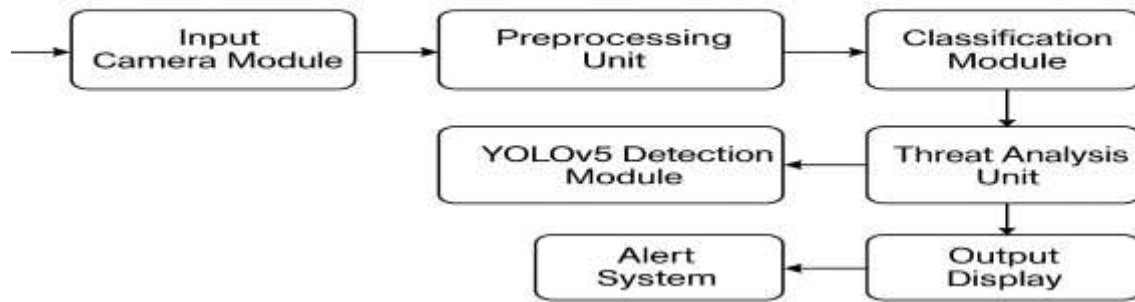 Input
Camera Module
Preprocessing
Unit
Classification
Module
YOLOv5 Detection
Module
Threat Analysis
Unit
Alert
System
Output
Display